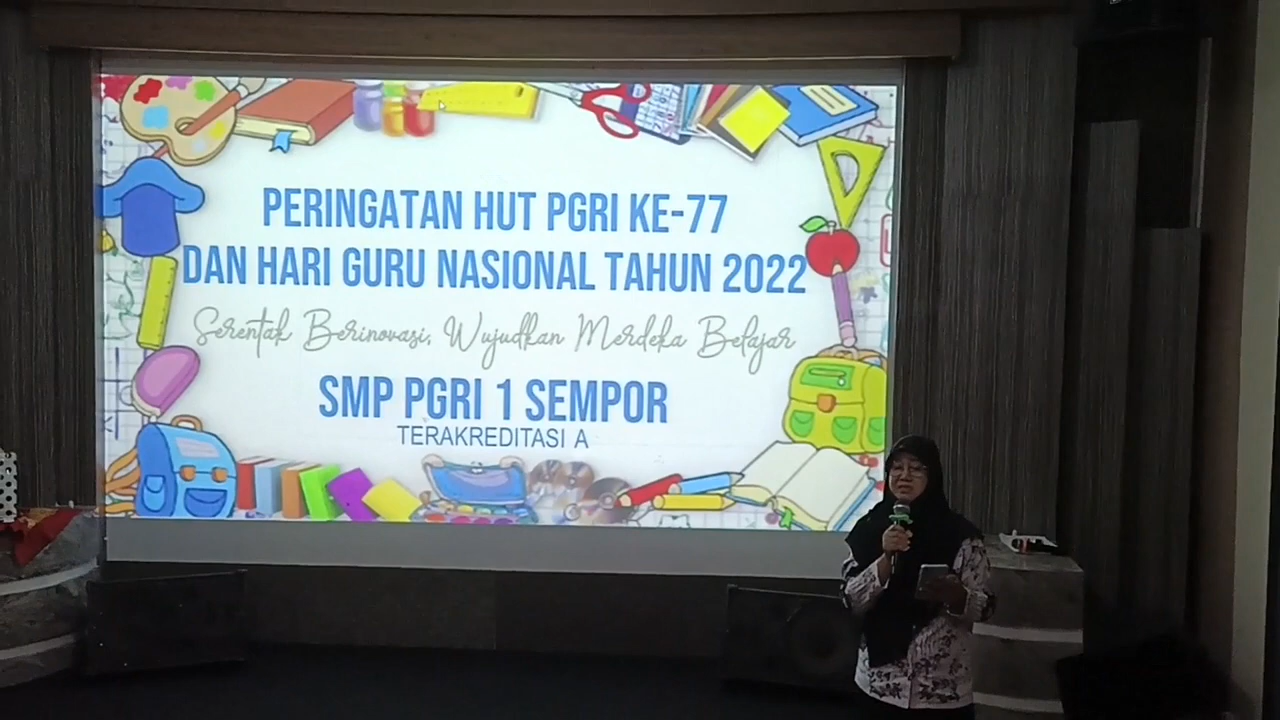 PERINGATAN HUT PGRI KE-77
DAN HARI GURU NASIONAL TAHUN 2022
Serentak Berinovasi, Wujudkan Merdeka Belajar
SMP PGRI 1 SEMPOR
TERAKREDITASI A